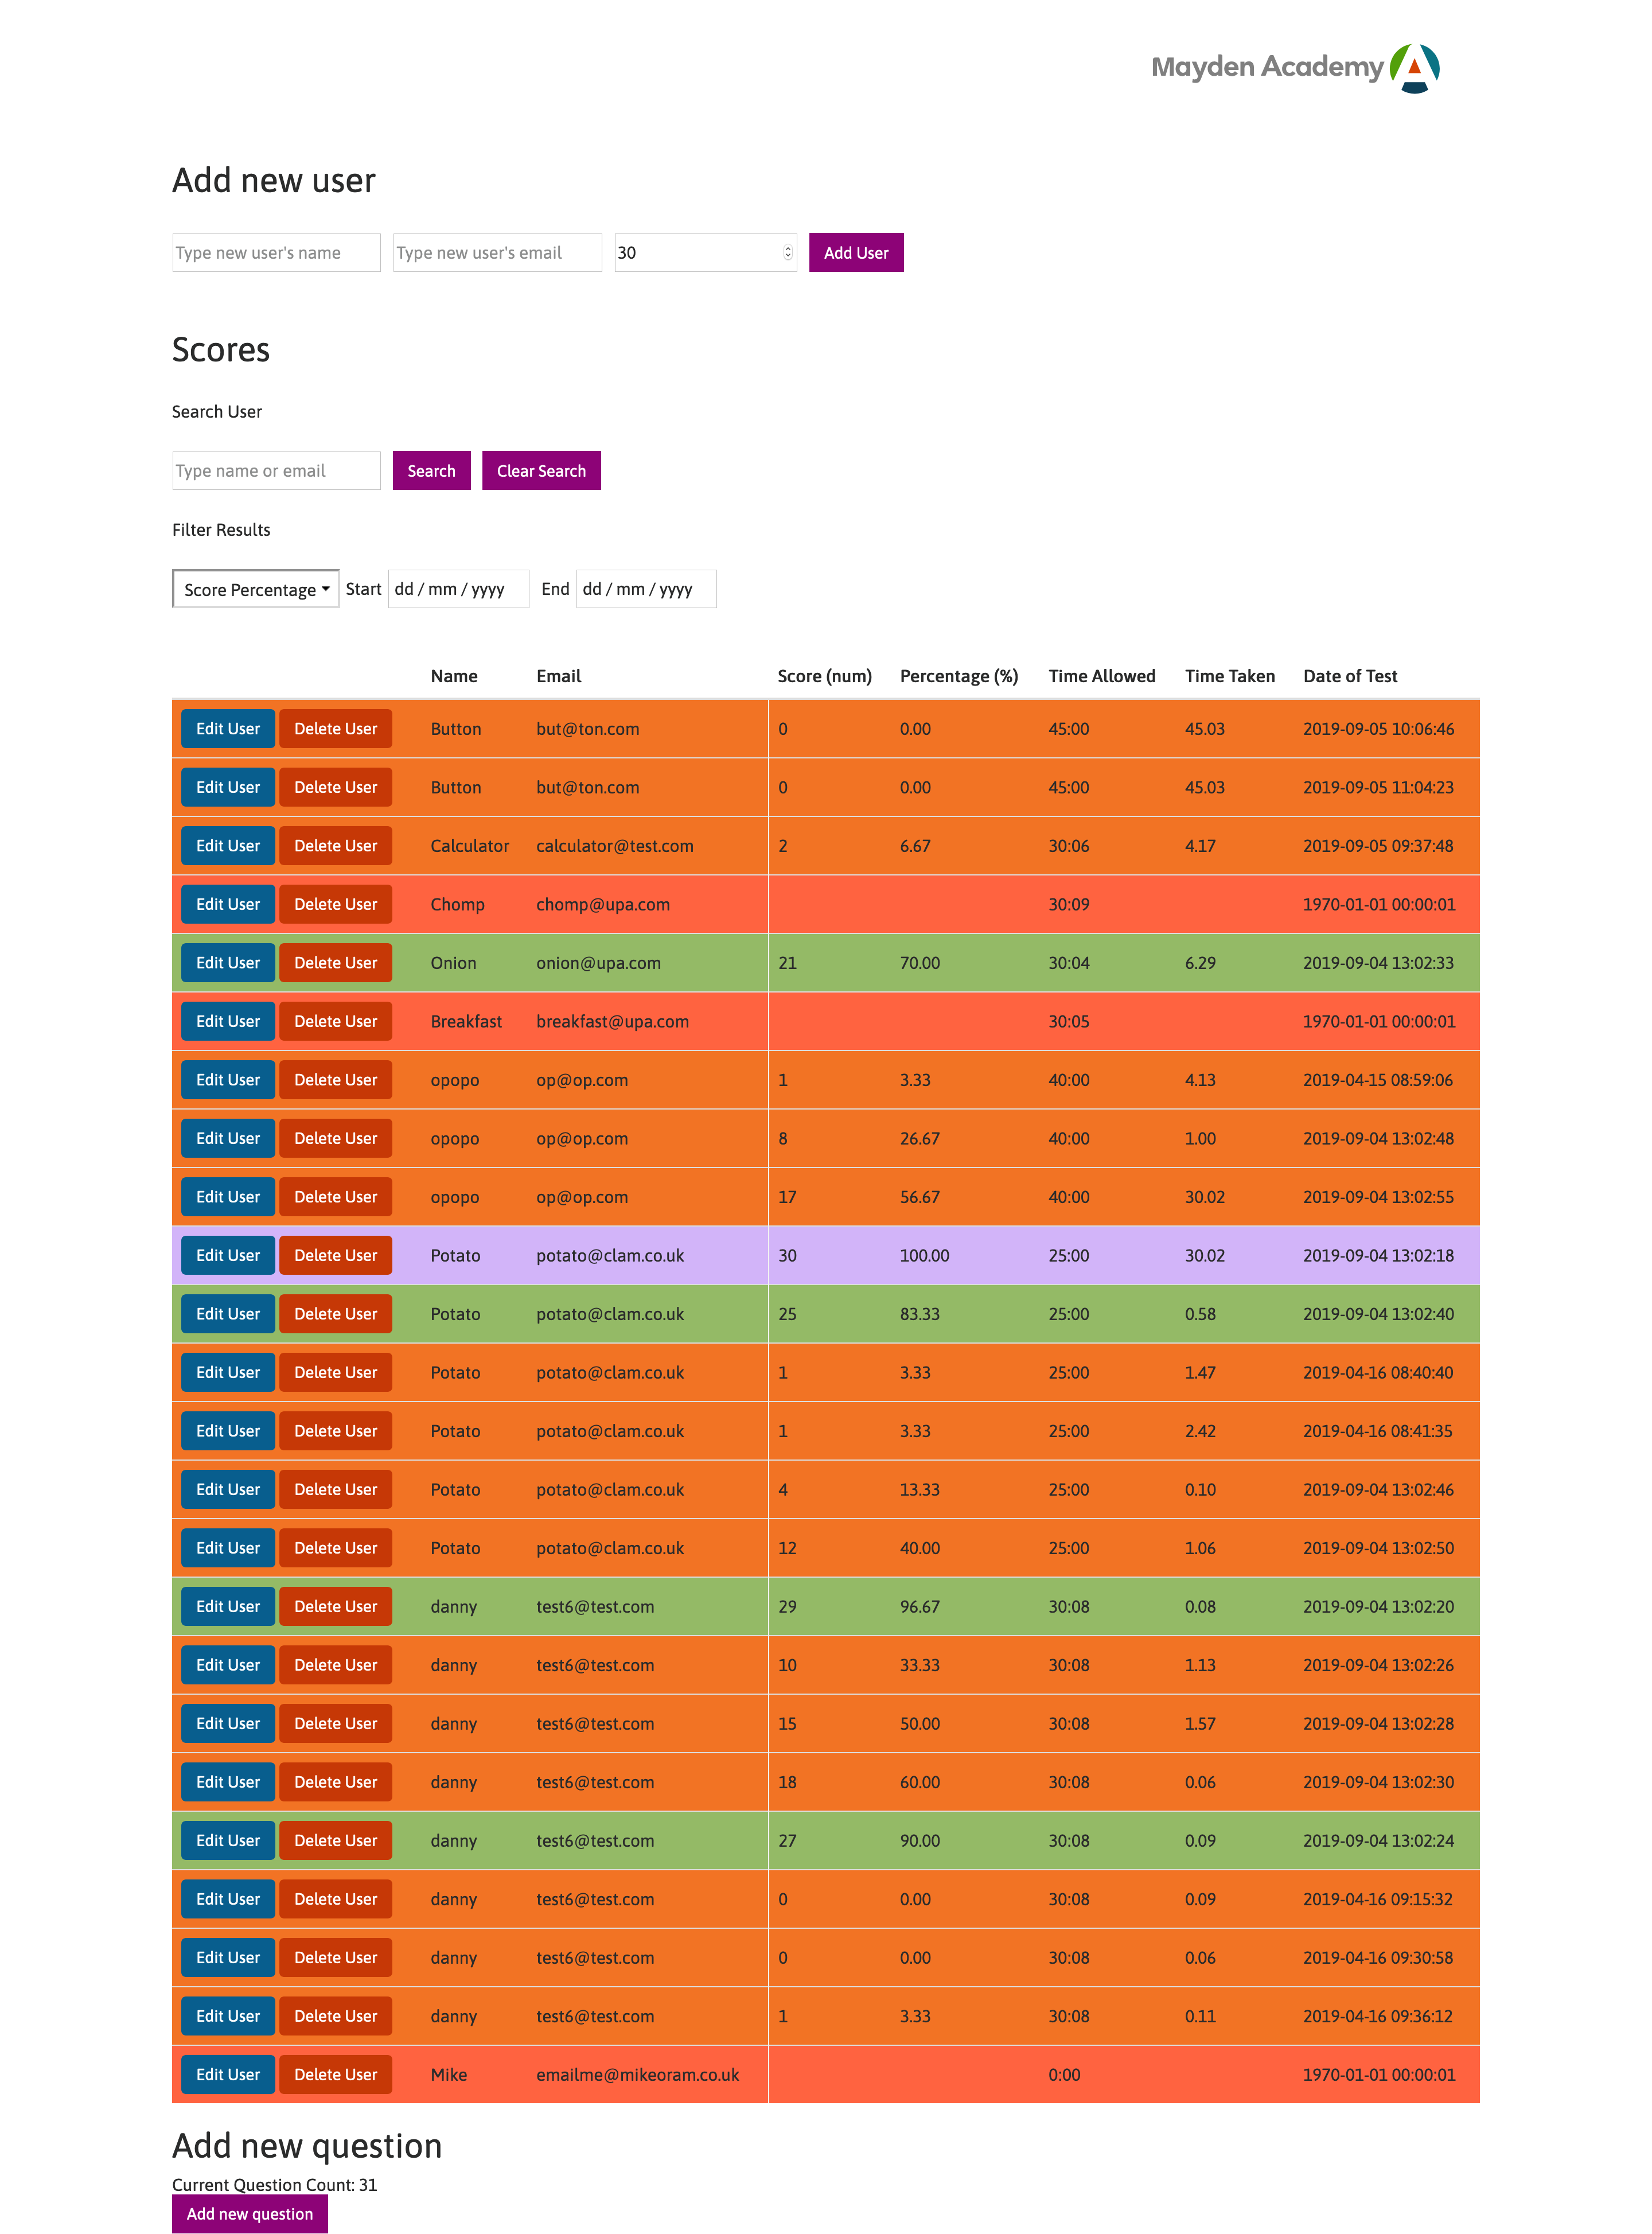 Mayden Academy
Add new user
Type new user's name Type new user's email 30 Add User
Scores
Search User
Type name or email Search Clear Search
Filter Results
Score Percentage Start dd / mm / yyyy End dd / mm / yyyy
Name Email Score (num) Percentage (%) Time Allowed Time Taken Date of Test
Edit User Delete User Button but@ton.com 0 0.00 45:00 45.03 2019-09-05 10:06:46
Edit User Delete User Button but@ton.com 0 0.00 45:00 45.03 2019-09-05 11:04:23
Edit User Delete User Calculator calculator@test.com 2 6.67 30:06 4.17 2019-09-05 09:37:48
Edit User Delete User Chomp chomp@upa.com 30:09 1970-01-01 00:00:01
Edit User Delete User Onion onion@upa.com 21 70.00 30:04 6.29 2019-09-04 13:02:33
Edit User Delete User Breakfast breakfast@upa.com 30:05 1970-01-01 00:00:01
Edit User Delete User opopo op@op.com 1 3.33 40:00 4.13 2019-04-15 08:59:06
Edit User Delete User opopo op@op.com 8 26.67 40:00 1.00 2019-09-04 13:02:48
Edit User Delete User opopo op@op.com 17 56.67 40:00 30.02 2019-09-04 13:02:55
Edit User Delete User Potato potato@clam.co.uk 30 100.00 25:00 30.02 2019-09-04 13:02:18
Edit User Delete User Potato potato@clam.co.uk 25 83.33 25:00 0.58 2019-09-04 13:02:40
Edit User Delete User Potato potato@clam.co.uk 1 3.33 25:00 1.47 2019-04-16 08:40:40
Edit User Delete User Potato potato@clam.co.uk 1 3.33 25:00 2.42 2019-04-16 08:41:35
Edit User Delete User Potato potato@clam.co.uk 4 13.33 25:00 0.10 2019-09-04 13:02:46
Edit User Delete User Potato potato@clam.co.uk 12 40.00 25:00 1.06 2019-09-04 13:02:50
Edit User Delete User danny test6@test.com 29 96.67 30:08 0.08 2019-09-04 13:02:20
Edit User Delete User danny test6@test.com 10 33.33 30:08 1.13 2019-09-04 13:02:26
Edit User Delete User danny test6@test.com 15 50.00 30:08 1.57 2019-09-04 13:02:28
Edit User Delete User danny test6@test.com 18 60.00 30:08 0.06 2019-09-04 13:02:30
Edit User Delete User danny test6@test.com 27 90.00 30:08 0.09 2019-09-04 13:02:24
Edit User Delete User danny test6@test.com 0 0.00 30:08 0.09 2019-04-16 09:15:32
Edit User Delete User danny test6@test.com 0 0.00 30:08 0.06 2019-04-16 09:30:58
Edit User Delete User danny test6@test.com 1 3.33 30:08 0.11 2019-04-16 09:36:12
Edit User Delete User Mike emailme@mikeoram.co.uk 0:00 1970-01-01 00:00:01
Add new question
Current Question Count: 31
Add new question